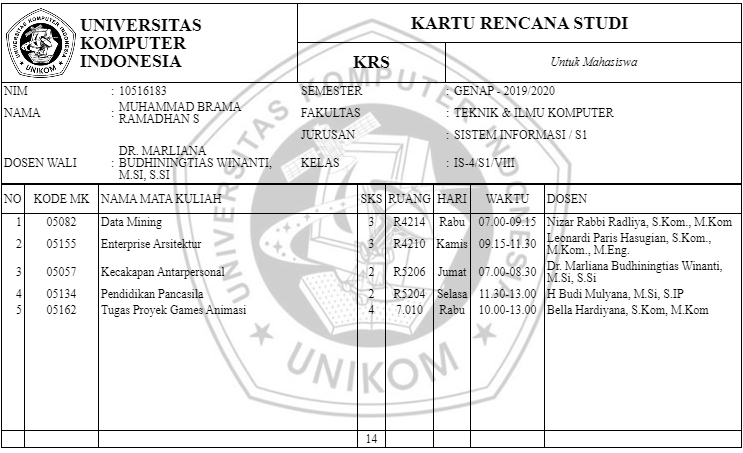 UNIVERSITAS
KOMPUTER
INDONESIA
UNIKOM
KARTU RENCANA STUDI
KRS
Untuk Mahasiswa
NIM : 10516183 SEMESTER : GENAP - 2019/2020
NAMA : MUHAMMAD BRAMA
RAMADHAN S
FAKULTAS : TEKNIK & ILMU KOMPUTER
JURUSAN : SISTEM INFORMASI / S1
DOSEN WALI : DR. MARLIANA
BUDHININGTIAS WINANTI,
M.SI, S.SI
KELAS : IS-4/S1/VIII
NO KODE MK NAMA MATA KULIAH SKS RUANG HARI WAKTU DOSEN
1 05082 Data Mining 3 R4214 Rabu 07.00-09.15 Nizar Rabbi Radliya, S.Kom., M.Kom
2 05155 Enterprise Arsitektur 3 R4210 Kamis 09.15-11.30 Leonardi Paris Hasugian, S.Kom.,
M.Kom., M.Eng.
3 05057 Kecakapan Antarpersonal 2 R5206 Jumat 07.00-08.30 Dr. Marliana Budhiningtias Winanti,
M.Si, S.Si
4 05134 Pendidikan Pancasila 2 R5204 Selasa 11.30-13.00 H Budi Mulyana, M.Si, S.IP
5 05162 Tugas Proyek Games Animasi 4 7.010 Rabu 10.00-13.00 Bella Hardiyana, S.Kom, M.Kom
14
UNIVERSITAS KOMPUTER INDONESIA
UNIKOM